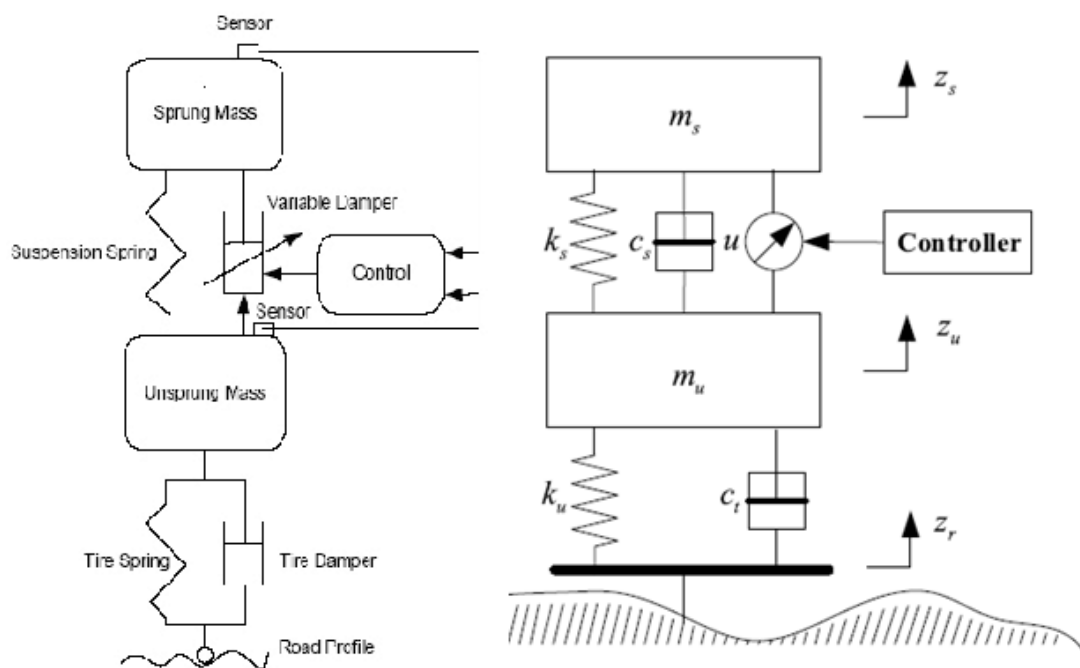 Sensor
Sprung Mass
Variable Damper
Suspension Spring
Control
Sensor
Unsprung Mass
Tire Spring
Tire Damper
Road Profile
z_s
m_s
k_s
c_s
u
Controller
z_u
m_u
k_u
c_t
z_r